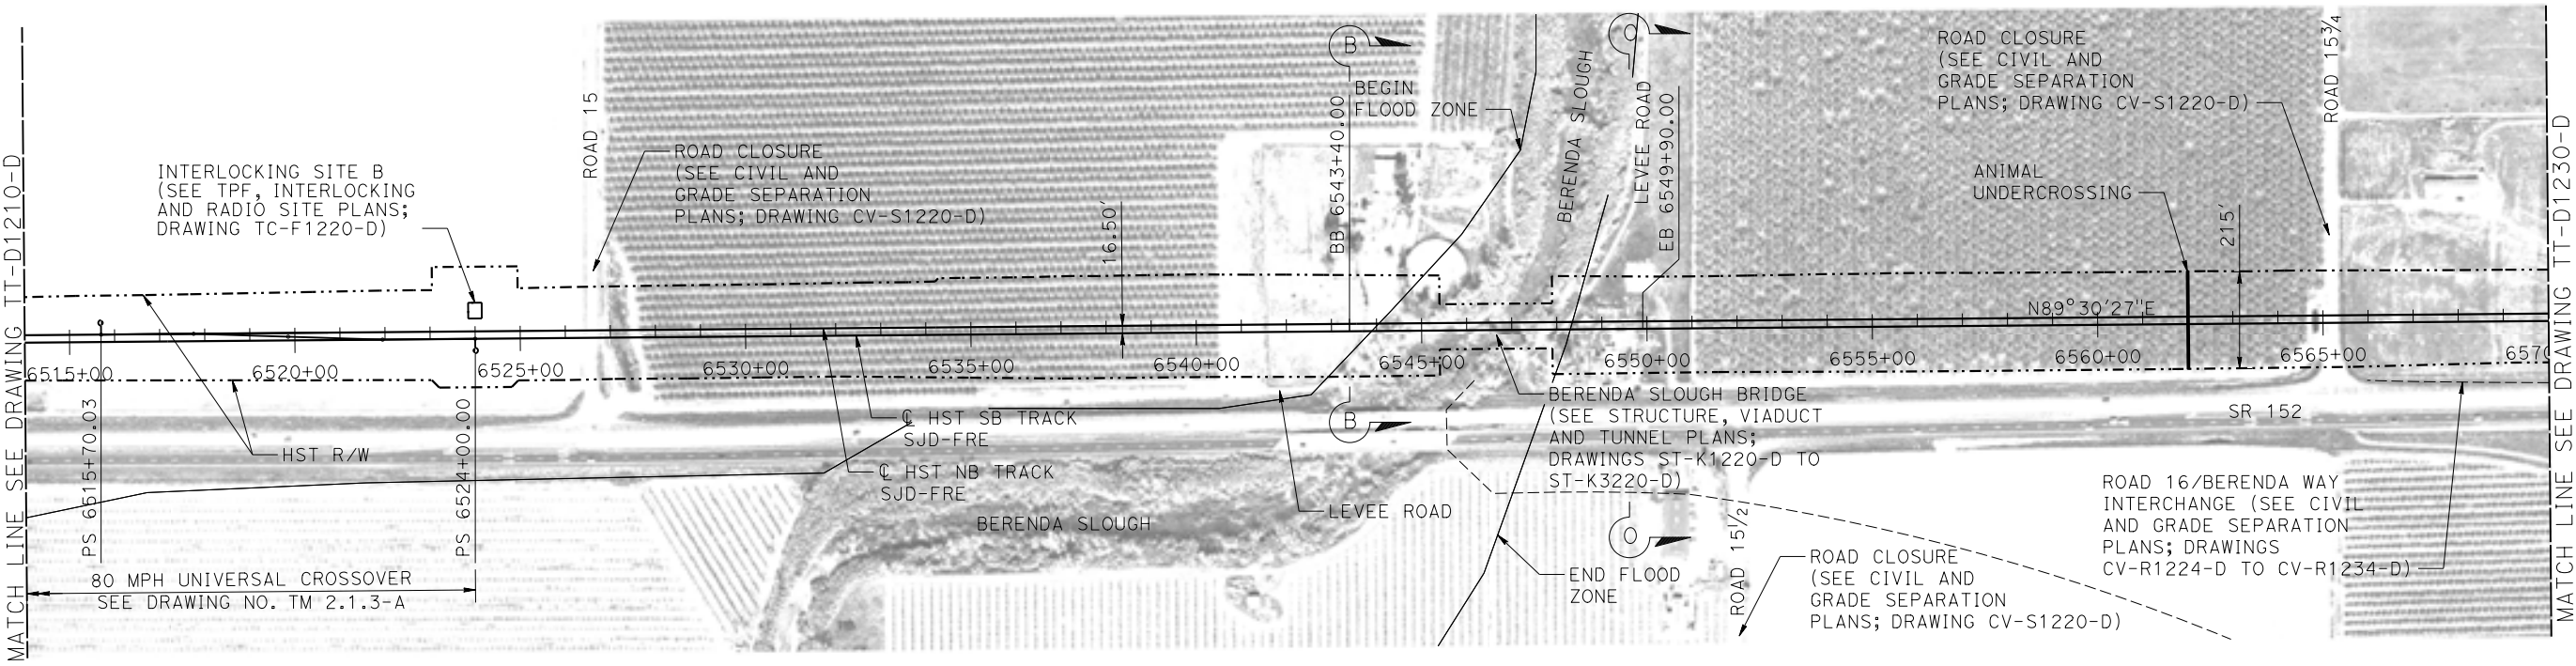 MATCH LINE SEE DRAWING TT-D1210-D
INTERLOCKING SITE B
(SEE TPF, INTERLOCKING
AND RADIO SITE PLANS;
DRAWING TC-F1220-D)
ROAD 15
ROAD CLOSURE
(SEE CIVIL AND
GRADE SEPARATION
PLANS; DRAWING CV-S1220-D)
16.50'
B
BEGIN
FLOOD ZONE
BB 6543+40.00
BERENDA SLOUGH
BERENDA SLOUGH
O
LEVEE ROAD
EB 6549+90.00
ROAD CLOSURE
(SEE CIVIL AND
GRADE SEPARATION
PLANS; DRAWING CV-S1220-D)
ROAD 15¾
ANIMAL
UNDERCROSSING
215'
N89°30'27"E
6515+00
6520+00
6525+00
6530+00
6535+00
6540+00
6545+00
6550+00
6555+00
6560+00
6565+00
6570
PS 6515+70.03
PS 6524+00.00
HST R/W
℄ HST SB TRACK
SJD-FRE
℄ HST NB TRACK
SJD-FRE
BERENDA SLOUGH
LEVEE ROAD
B
BERENDA SLOUGH BRIDGE
(SEE STRUCTURE, VIADUCT
AND TUNNEL PLANS;
DRAWINGS ST-K1220-D TO
ST-K3220-D)
O
END FLOOD
ZONE
ROAD 15½
ROAD CLOSURE
(SEE CIVIL AND
GRADE SEPARATION
PLANS; DRAWING CV-S1220-D)
SR 152
ROAD 16/BERENDA WAY
INTERCHANGE (SEE CIVIL
AND GRADE SEPARATION
PLANS; DRAWINGS
CV-R1224-D TO CV-R1234-D)
80 MPH UNIVERSAL CROSSOVER
SEE DRAWING NO. TM 2.1.3-A
MATCH LINE SEE DRAWING TT-D1230-D